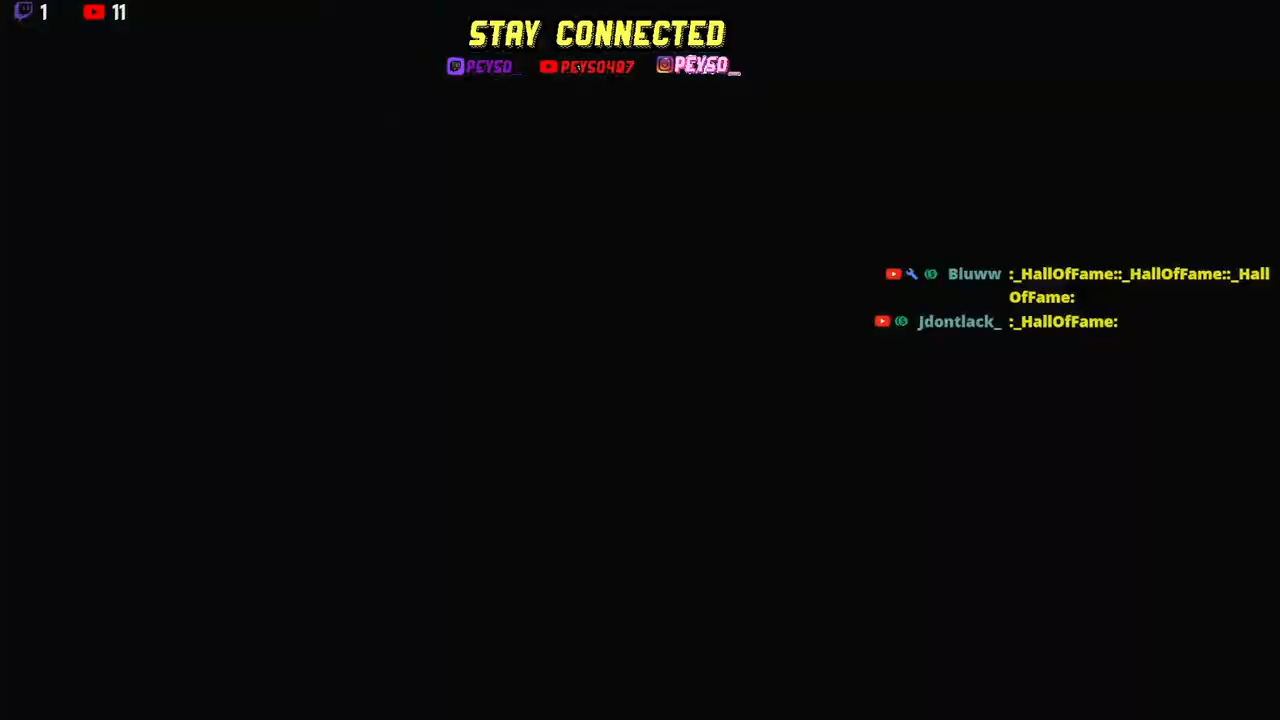 1 11
STAY CONNECTED
PEYSO_ PEYSO407 PEYSO_
Bluww :_HallOfFame::_HallOfFame::_Hall
OfFame:
Jdontlack_ :_HallOfFame: